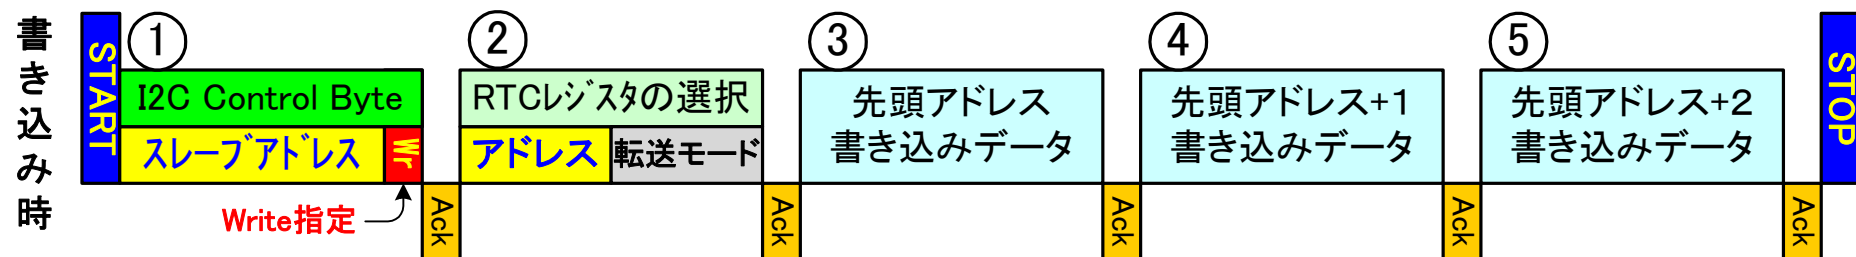 書き込み時
START
①
I2C Control Byte
スレーブアドレス
Wr
Write指定
Ack
②
RTCレジスタの選択
アドレス
転送モード
Ack
③
先頭アドレス
書き込みデータ
Ack
④
先頭アドレス+1
書き込みデータ
Ack
⑤
先頭アドレス+2
書き込みデータ
Ack
STOP